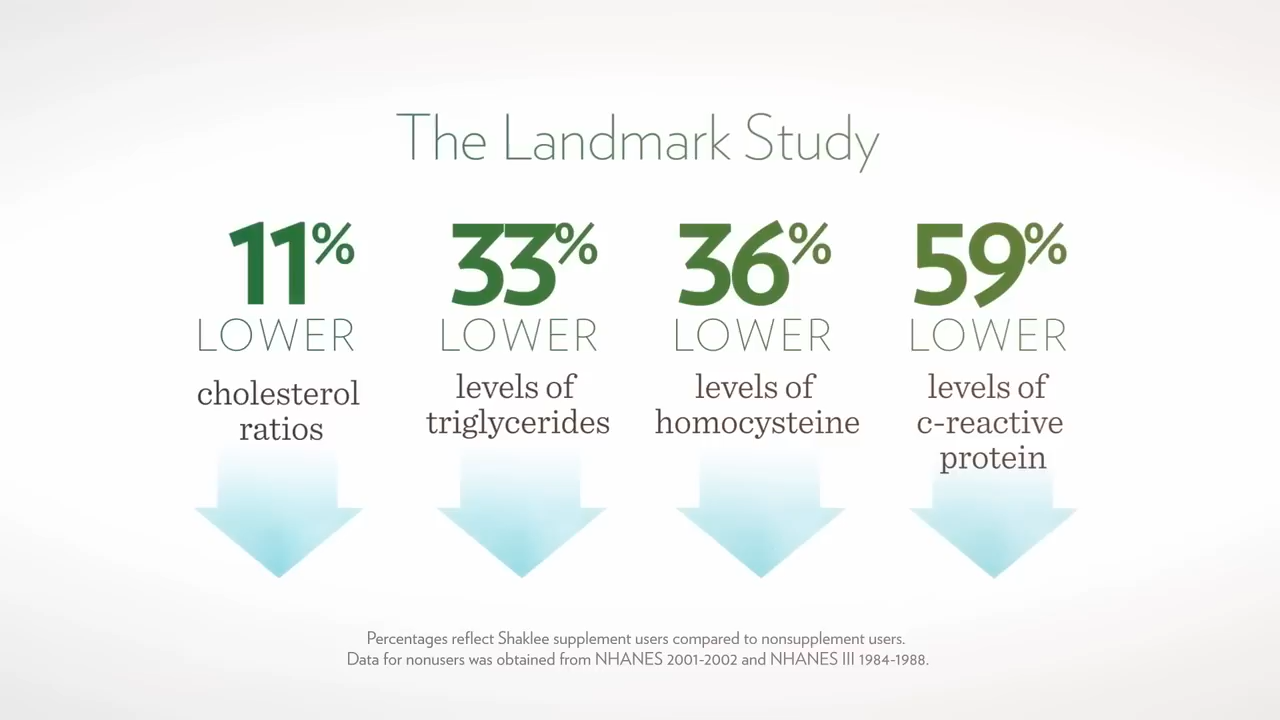 The Landmark Study
11%
LOWER
cholesterol
ratios
33%
LOWER
levels of
triglycerides
36%
LOWER
levels of
homocysteine
59%
LOWER
levels of
c-reactive
protein
Percentages reflect Shaklee supplement users compared to nonsupplement users.
Data for nonusers was obtained from NHANES 2001-2002 and NHANES III 1984-1988.